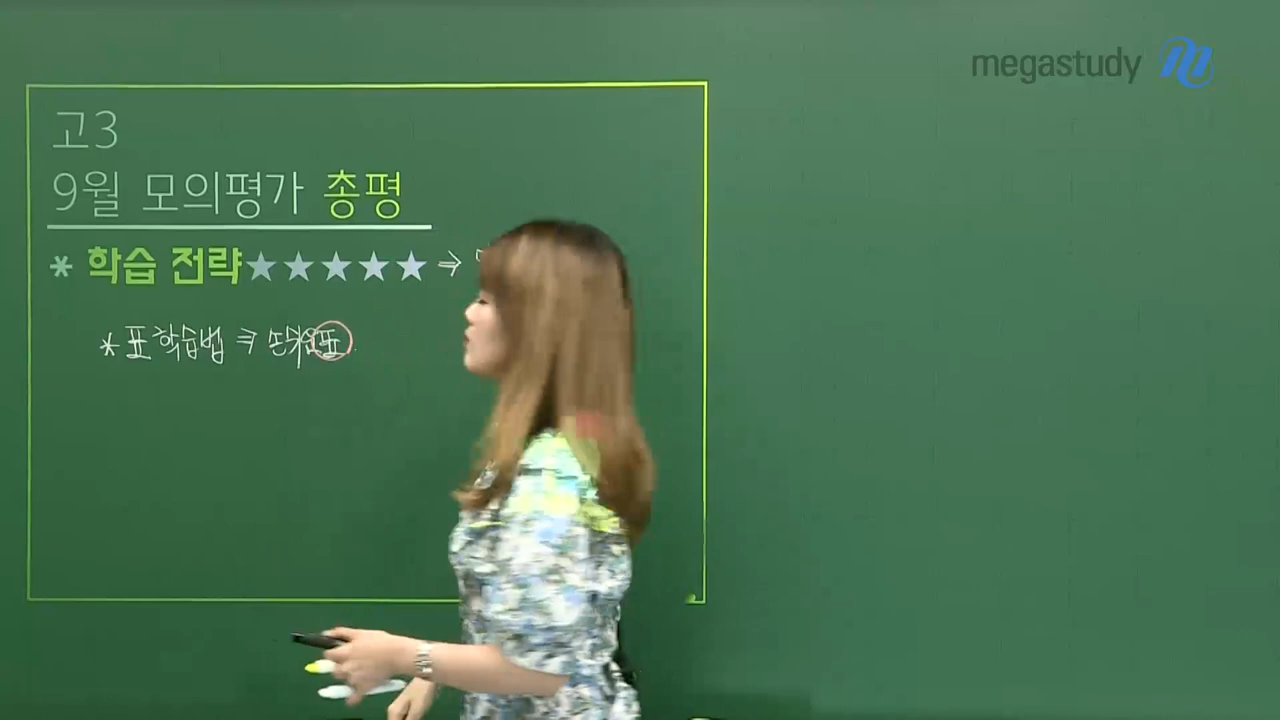 megastudy
고3
9월 모의평가 총평
* 학습 전략★★★★★ ⇒
* 표 학습법 ⇒